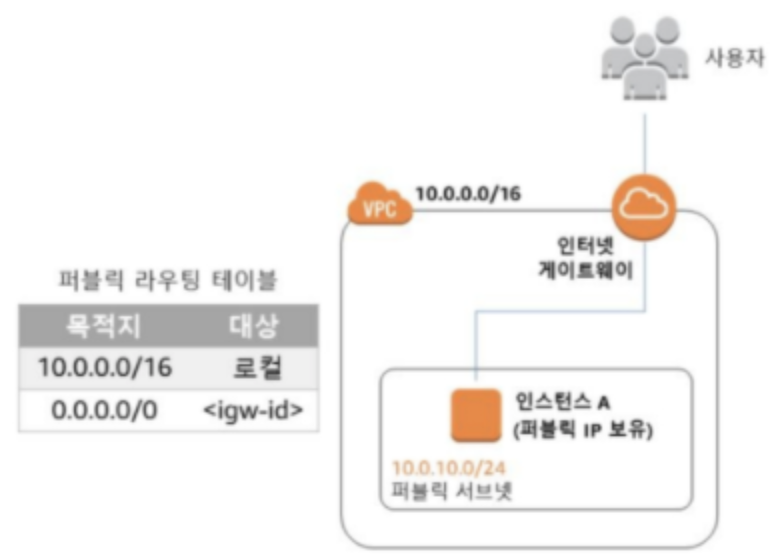 사용자
VPC
10.0.0.0/16
인터넷
게이트웨이
퍼블릭 라우팅 테이블
목적지 대상
10.0.0.0/16 로컬
0.0.0.0/0 <igw-id>
인스턴스 A
(퍼블릭 IP 보유)
10.0.10.0/24
퍼블릭 서브넷